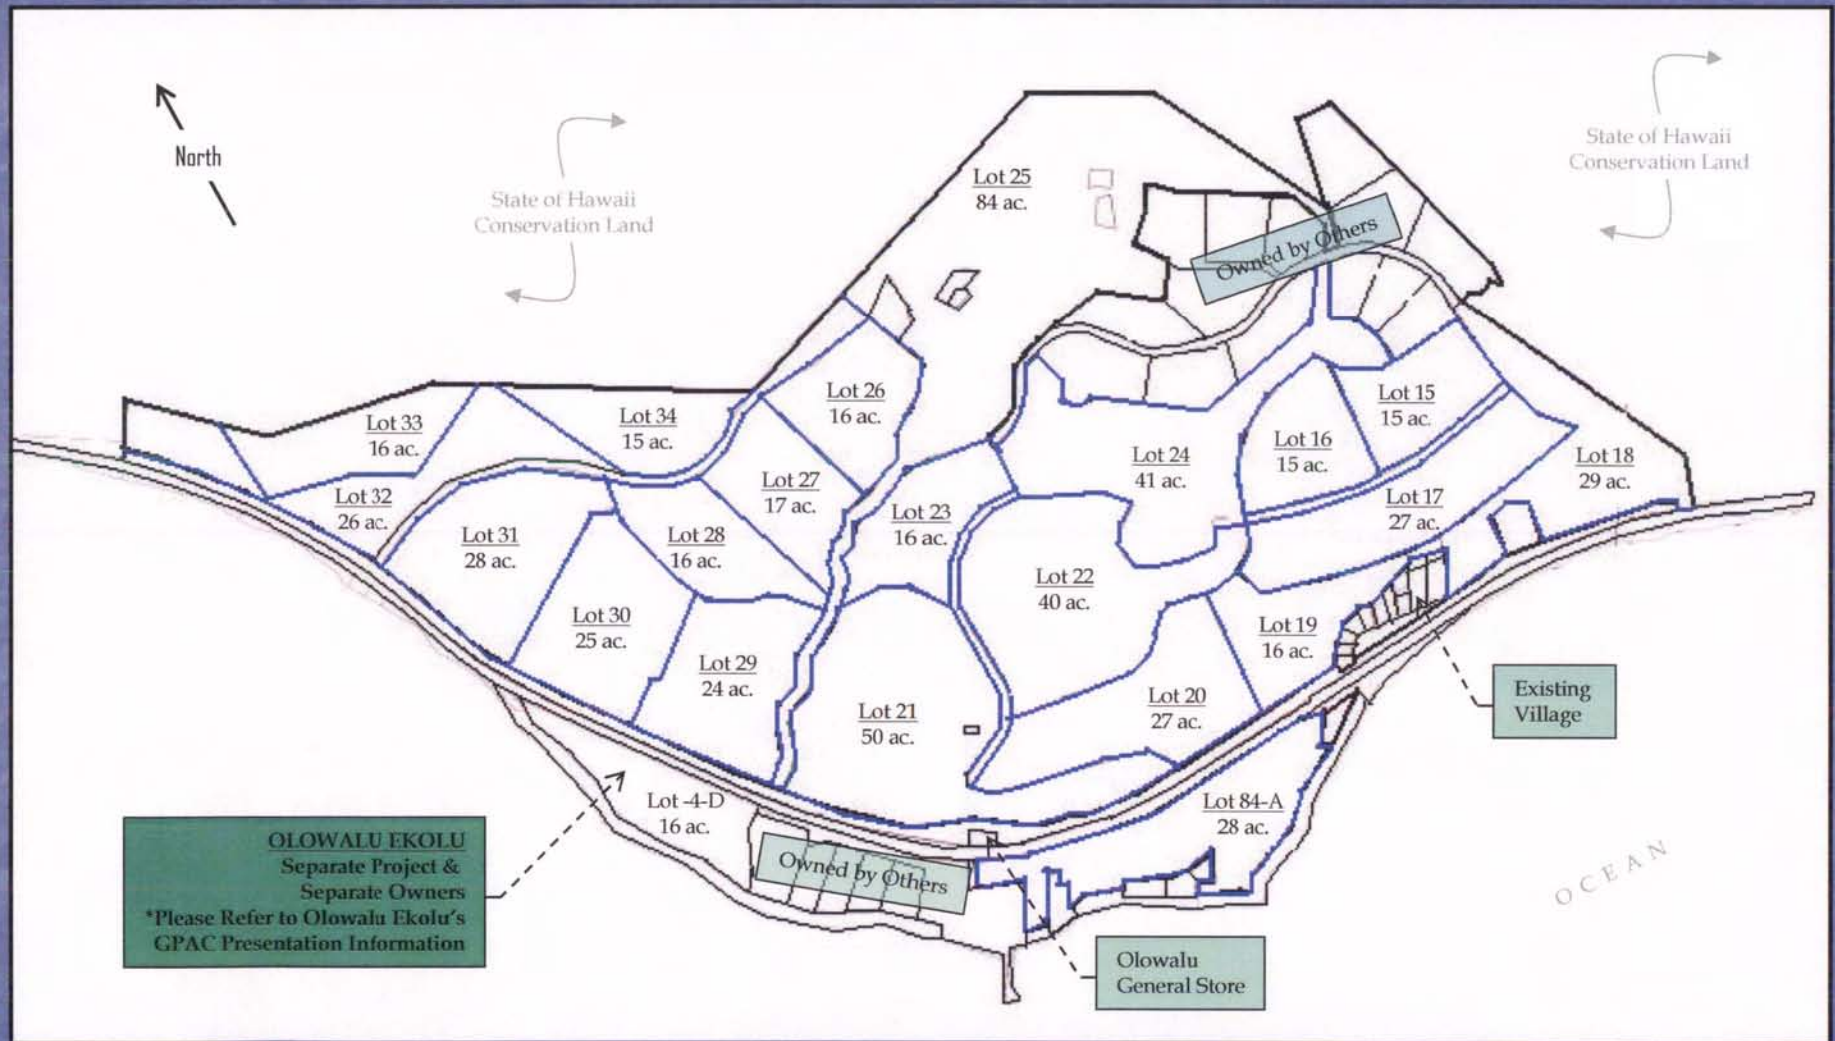 North
State of Hawaii
Conservation Land
State of Hawaii
Conservation Land
Lot 25
84 ac.
Owned by Others
Lot 33
16 ac.
Lot 34
15 ac.
Lot 26
16 ac.
Lot 15
15 ac.
Lot 16
15 ac.
Lot 24
41 ac.
Lot 18
29 ac.
Lot 32
26 ac.
Lot 27
17 ac.
Lot 17
27 ac.
Lot 31
28 ac.
Lot 28
16 ac.
Lot 23
16 ac.
Lot 22
40 ac.
Lot 30
25 ac.
Lot 19
16 ac.
Lot 29
24 ac.
Lot 20
27 ac.
Lot 21
50 ac.
Existing
Village
Lot -4-D
16 ac.
Lot 84-A
28 ac.
OLOWALU EKOLU
Separate Project &
Separate Owners
*Please Refer to Olowalu Ekolu's
GPAC Presentation Information
Owned by Others
OCEAN
Olowalu
General Store